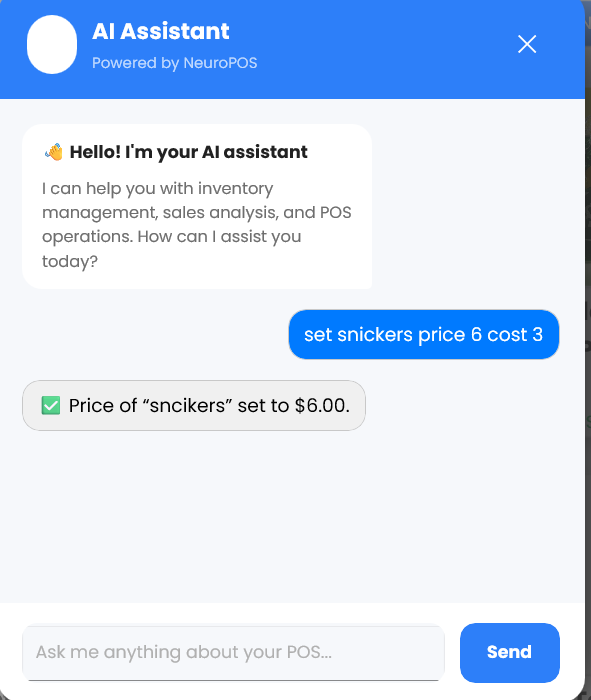 AI Assistant
Powered by NeuroPOS
👋 Hello! I'm your AI assistant
I can help you with inventory
management, sales analysis, and POS
operations. How can I assist you
today?
set snickers price 6 cost 3
✅ Price of “sncikers” set to $6.00.
Ask me anything about your POS...
Send